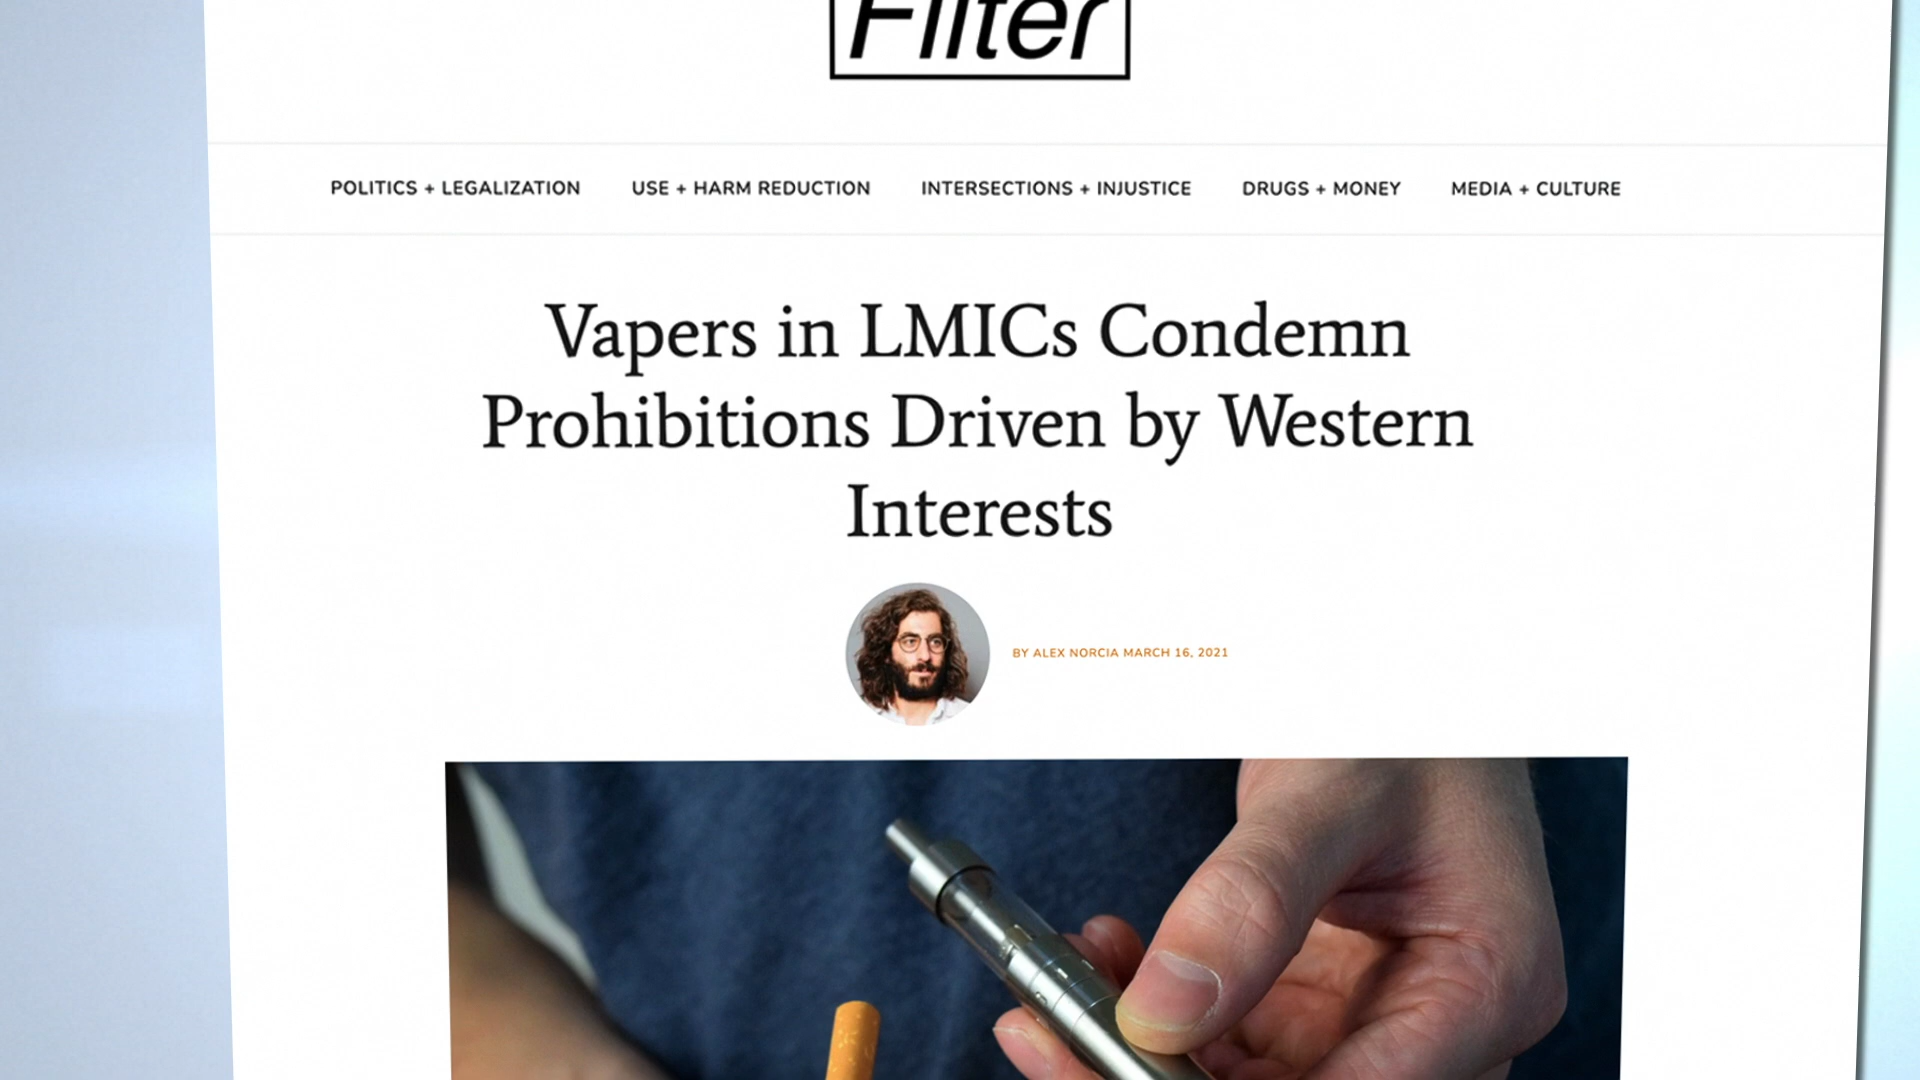 Filter
POLITICS + LEGALIZATION USE + HARM REDUCTION INTERSECTIONS + INJUSTICE DRUGS + MONEY MEDIA + CULTURE
Vapers in LMICs Condemn
Prohibitions Driven by Western
Interests
BY ALEX NORCIA MARCH 16, 2021